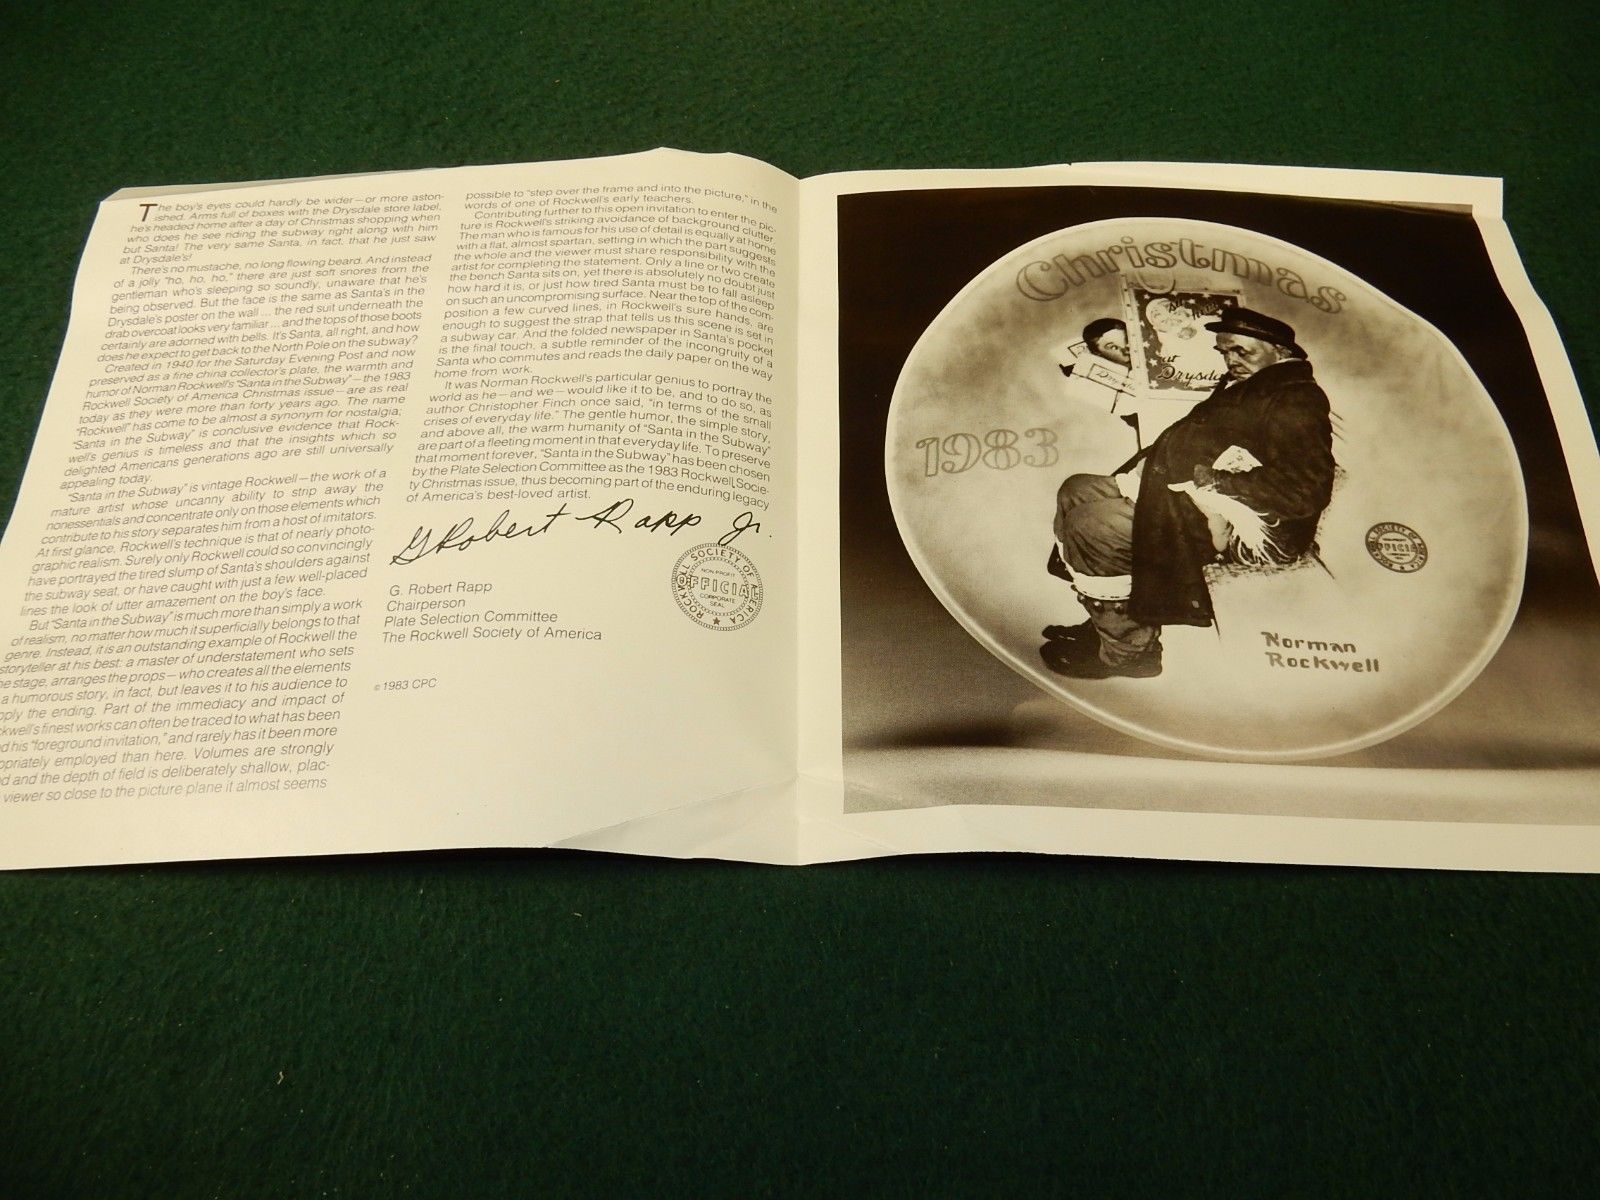 The boy's eyes could hardly be wider—or more aston-
ished. Arms full of boxes with the Drysdale store label,
he's headed home after a day of Christmas shopping when
who does he see riding the subway right along with him
but Santa! The very same Santa, in fact, that he just saw
at Drysdale's!
There's no mustache, no long flowing beard. And instead
of a jolly "ho, ho, ho," there are just soft snores from the
gentleman who's sleeping so soundly, unaware that he's
being observed. But the face is the same as Santa's in the
Drysdale's poster on the wall ... the red suit underneath the
drab overcoat looks very familiar ... and the tops of those boots
certainly are adorned with bells. It's Santa, all right, and how
does he expect to get back to the North Pole on the subway?
Created in 1940 for the Saturday Evening Post and now
preserved as a fine china collector's plate, the warmth and
humor of Norman Rockwell's "Santa in the Subway"—the 1983
Rockwell Society of America Christmas issue—are as real
today as they were more than forty years ago. The name
"Rockwell" has come to be almost a synonym for nostalgia;
"Santa in the Subway" is conclusive evidence that Rock-
well's genius is timeless and that the insights which so
delighted Americans generations ago are still universally
appealing today.
"Santa in the Subway" is vintage Rockwell—the work of a
mature artist whose uncanny ability to strip away the
nonessentials and concentrate only on those elements which
contribute to his story separates him from a host of imitators.
At first glance, Rockwell's technique is that of nearly photo-
graphic realism. Surely only Rockwell could so convincingly
have portrayed the tired slump of Santa's shoulders against
the subway seat, or have caught with just a few well-placed
lines the look of utter amazement on the boy's face.
But "Santa in the Subway" is much more than simply a work
of realism, no matter how much it superficially belongs to that
genre. Instead, it is an outstanding example of Rockwell the
storyteller at his best: a master of understatement who sets
stage, arranges the props—who creates all the elements
a humorous story, in fact, but leaves it to his audience to
the ending. Part of the immediacy and impact of
finest works can often be traced to what has been
his "foreground invitation," and rarely has it been more
employed than here. Volumes are strongly
and the depth of field is deliberately shallow, plac-
viewer so close to the picture plane it almost seems
possible to "step over the frame and into the picture," in the
words of one of Rockwell's early teachers.
Contributing further to this open invitation to enter the pic-
ture is Rockwell's striking avoidance of background clutter.
The man who is famous for his use of detail is equally at home
with a flat, almost spartan, setting in which the part suggests
the whole and the viewer must share responsibility with the
artist for completing the statement. Only a line or two create
the bench Santa sits on, yet there is absolutely no doubt just
how hard it is, or just how tired Santa must be to fall asleep
on such an uncompromising surface. Near the top of the com-
position a few curved lines, in Rockwell's sure hands, are
enough to suggest the strap that tells us this scene is set in
a subway car. And the folded newspaper in Santa's pocket
is the final touch, a subtle reminder of the incongruity of a
Santa who commutes and reads the daily paper on the way
home from work.
It was Norman Rockwell's particular genius to portray the
world as he—and we—would like it to be, and to do so, as
author Christopher Finch once said, "in terms of the small
crises of everyday life." The gentle humor, the simple story,
and above all, the warm humanity of "Santa in the Subway"
are part of a fleeting moment in that everyday life. To preserve
that moment forever, "Santa in the Subway" has been chosen
by the Plate Selection Committee as the 1983 Rockwell Socie-
ty Christmas issue, thus becoming part of the enduring legacy
of America's best-loved artist.
G Robert Rapp Jr.
G. Robert Rapp
Chairperson
Plate Selection Committee
The Rockwell Society of America
ROCKWELL SOCIETY OF AMERICA
NON-PROFIT
OFFICIAL
CORPORATE
SEAL
© 1983 CPC
Christmas
1983
at
Drysda
Norman
Rockwell
OFFICIAL